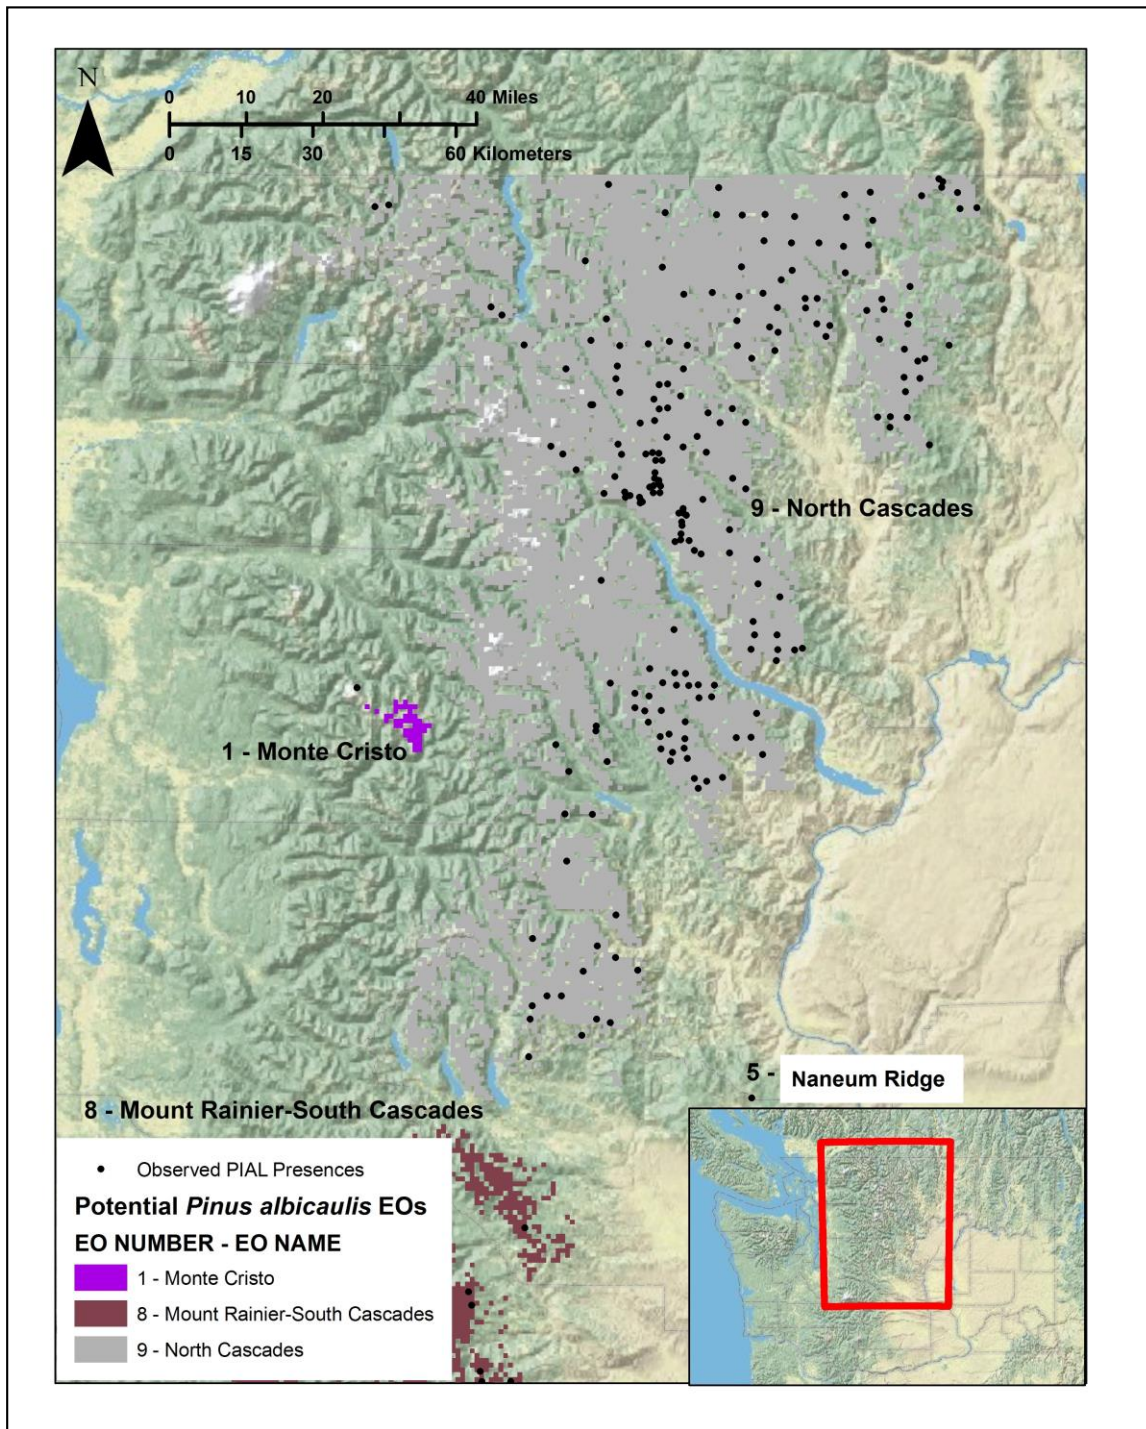 N
0 10 20 40 Miles
0 15 30 60 Kilometers
9 - North Cascades
1 - Monte Cristo
5 - Naneum Ridge
8 - Mount Rainier-South Cascades
Observed PIAL Presences
Potential Pinus albicaulis EOs
EO NUMBER - EO NAME
1 - Monte Cristo
8 - Mount Rainier-South Cascades
9 - North Cascades